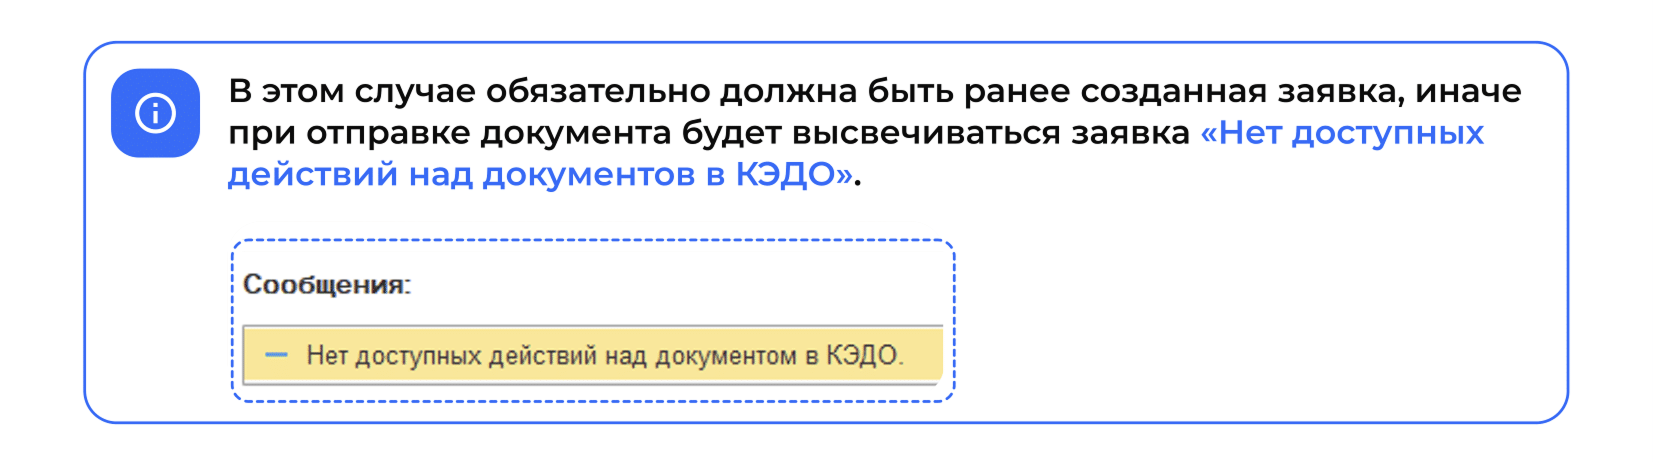 В этом случае обязательно должна быть ранее созданная заявка, иначе
при отправке документа будет высвечиваться заявка «Нет доступных
действий над документов в КЭДО».
Сообщения:
— Нет доступных действий над документом в КЭДО.